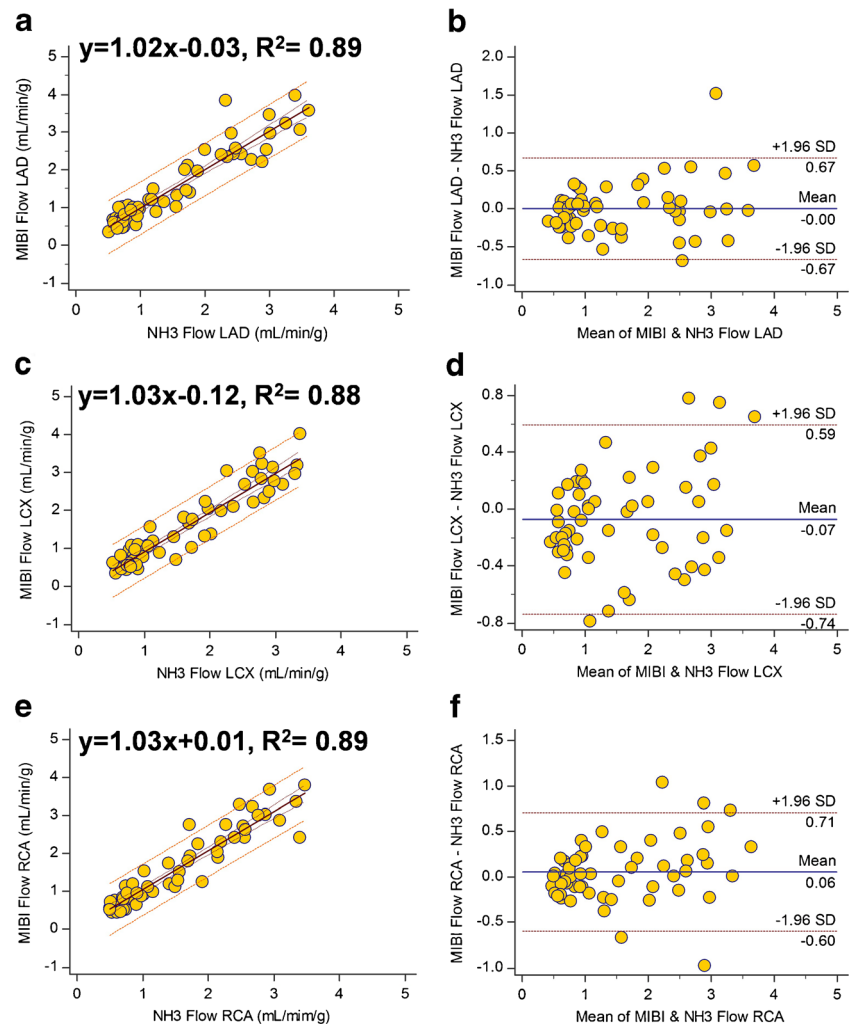 a
y=1.02x-0.03, R²= 0.89
MIBI Flow LAD (mL/min/g)
5
4
3
2
1
0
-1
0 1 2 3 4 5
NH3 Flow LAD (mL/min/g)
b
MIBI Flow LAD - NH3 Flow LAD
2.0
1.5
1.0
0.5
0.0
-0.5
-1.0
+1.96 SD
0.67
Mean
-0.00
-1.96 SD
-0.67
0 1 2 3 4 5
Mean of MIBI & NH3 Flow LAD
c
y=1.03x-0.12, R²= 0.88
MIBI Flow LCX (mL/min/g)
5
4
3
2
1
0
-1
0 1 2 3 4 5
NH3 Flow LCX (mL/min/g)
d
MIBI Flow LCX - NH3 Flow LCX
0.8
0.4
0.0
-0.4
-0.8
+1.96 SD
0.59
Mean
-0.07
-1.96 SD
-0.74
0 1 2 3 4 5
Mean of MIBI & NH3 Flow LCX
e
y=1.03x+0.01, R²= 0.89
MIBI Flow RCA (mL/min/g)
5
4
3
2
1
0
-1
0 1 2 3 4 5
NH3 Flow RCA (mL/min/g)
f
MIBI Flow RCA - NH3 Flow RCA
1.5
1.0
0.5
0.0
-0.5
-1.0
+1.96 SD
0.71
Mean
0.06
-1.96 SD
-0.60
0 1 2 3 4 5
Mean of MIBI & NH3 Flow RCA